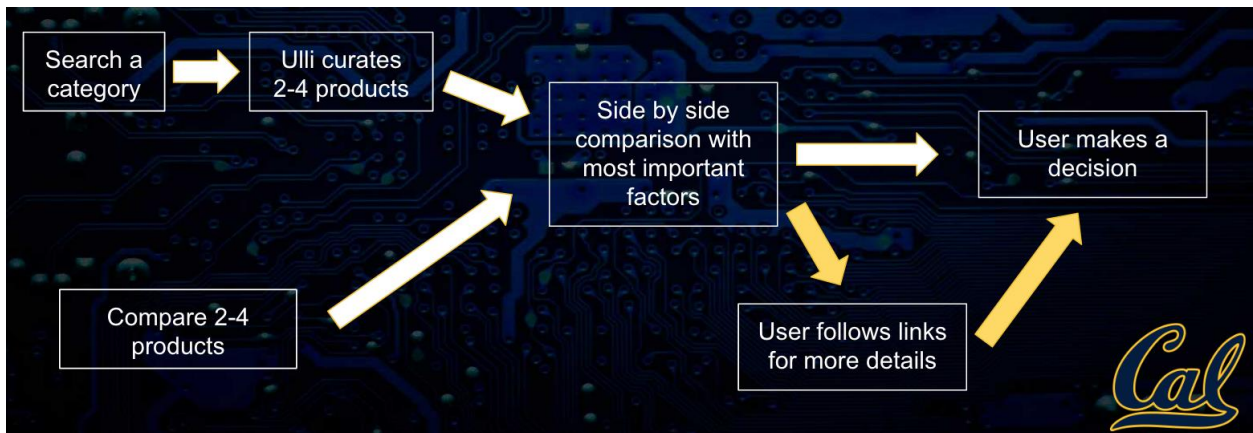 Search a
category
Ulli curates
2-4 products
Side by side
comparison with
most important
factors
User makes a
decision
Compare 2-4
products
User follows links
for more details
Cal